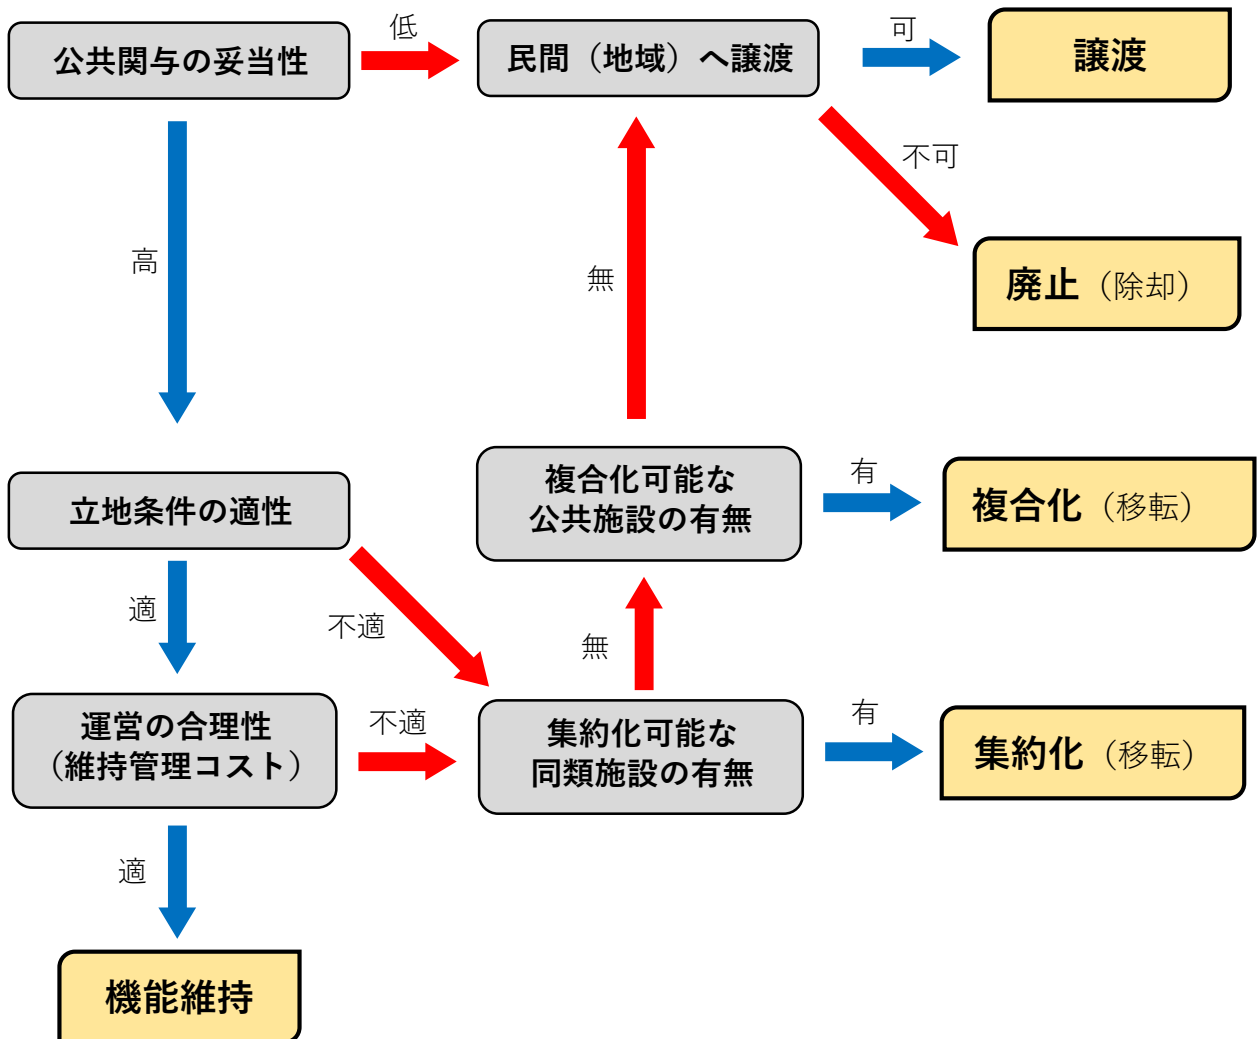 公共関与の妥当性
低
民間（地域）へ譲渡
可
譲渡
不可
廃止（除却）
高
無
立地条件の適性
複合化可能な
公共施設の有無
有
複合化（移転）
適
不適
無
運営の合理性
（維持管理コスト）
不適
集約化可能な
同類施設の有無
有
集約化（移転）
適
機能維持